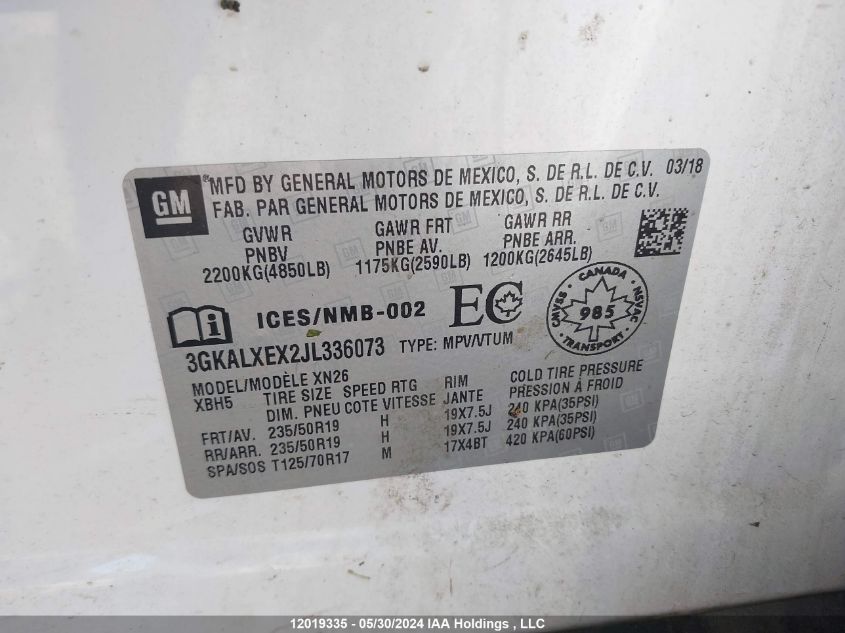 GM
®MFD BY GENERAL MOTORS DE MEXICO, S. DE R.L. DE C.V. 03/18
FAB. PAR GENERAL MOTORS DE MEXICO, S. DE R.L. DE C.V.
GVWR GAWR FRT GAWR RR
PNBV PNBE AV. PNBE ARR.
2200KG(4850LB) 1175KG(2590LB) 1200KG(2645LB)
i ICES/NMB-002 EC CANADA NSVAC TRANSPORT CMVSS 985
3GKALXEX2JL336073 TYPE: MPV/VTUM
MODEL/MODÈLE XN26 RIM COLD TIRE PRESSURE
XBH5 TIRE SIZE SPEED RTG JANTE PRESSION À FROID
DIM. PNEU COTE VITESSE
FRT/AV. 235/50R19 H 19X7.5J 240 KPA(35PSI)
RR/ARR. 235/50R19 H 19X7.5J 240 KPA(35PSI)
SPA/SOS T125/70R17 M 17X4BT 420 KPA(60PSI)
12019335 - 05/30/2024 IAA Holdings , LLC